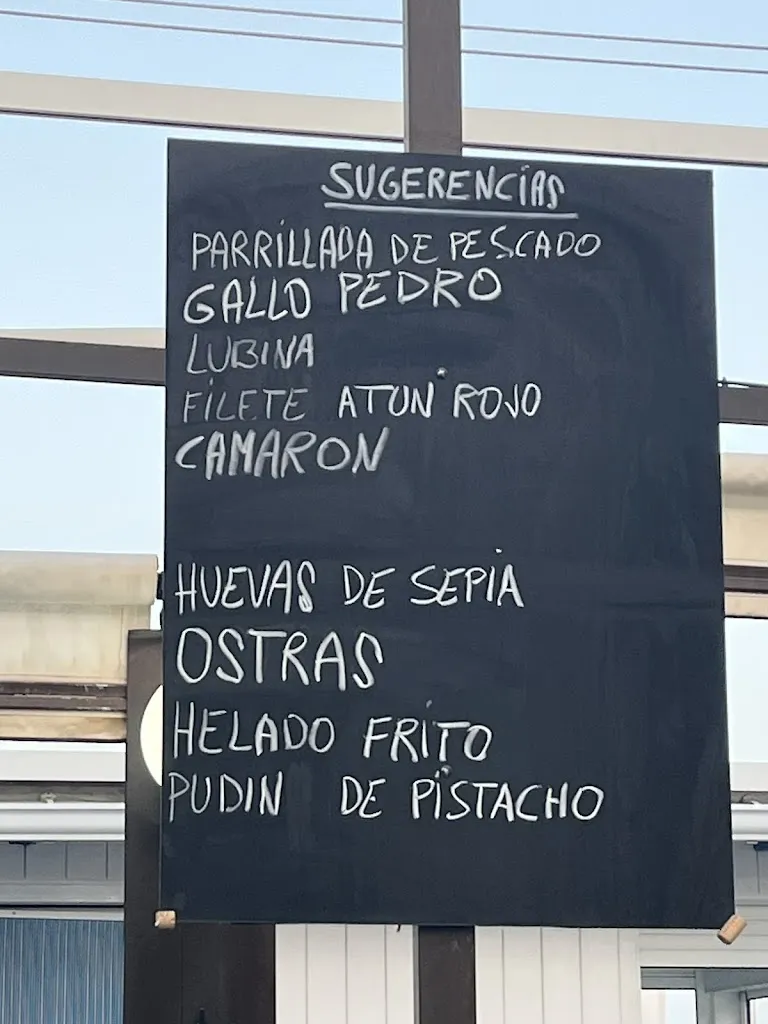 SUGERENCIAS
PARRILLADA DE PESCADO
GALLO PEDRO
LUBINA
FILETE ATUN ROJO
CAMARON
HUEVAS DE SEPIA
OSTRAS
HELADO FRITO
PUDIN DE PISTACHO